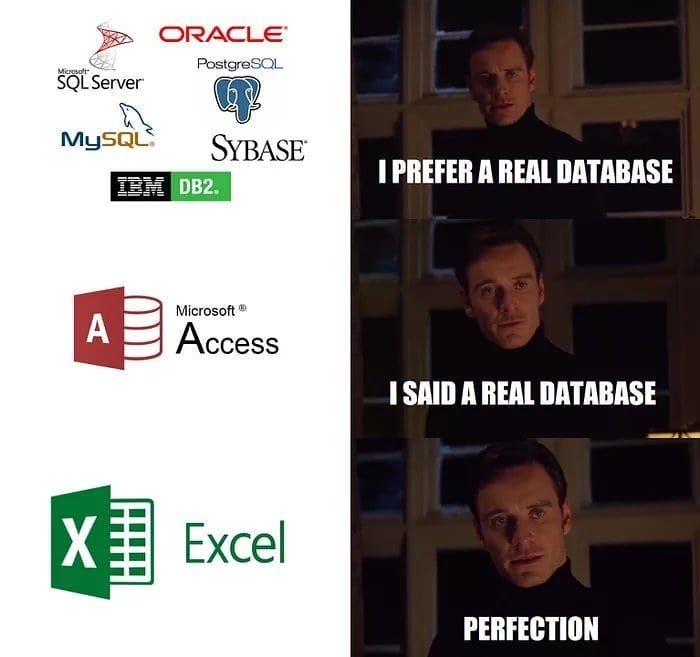 ORACLE®
Microsoft®
SQL Server®
PostgreSQL
MySQL®
SYBASE®
IBM DB2.
I PREFER A REAL DATABASE
A
Microsoft ®
Access
I SAID A REAL DATABASE
X
Excel
PERFECTION